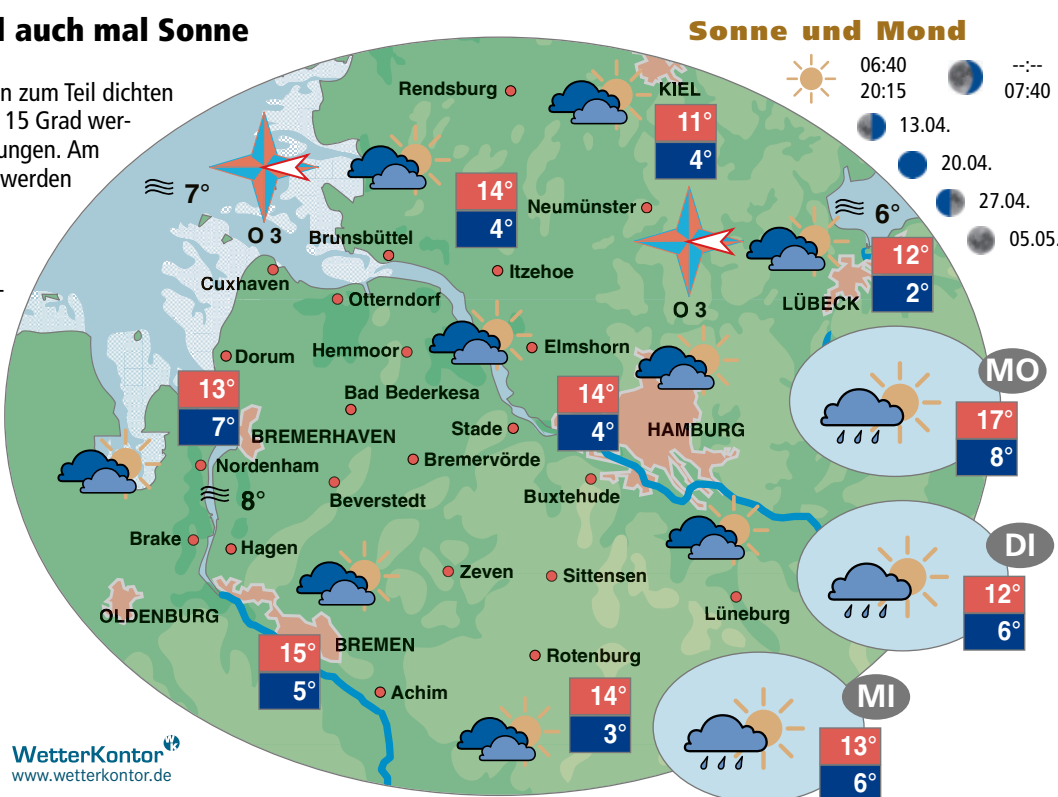 l auch mal Sonne
n zum Teil dichten
15 Grad wer-
ungen. Am
werden
Sonne und Mond
06:40
20:15
--:--
07:40
13.04.
20.04.
27.04.
05.05.
Rendsburg
KIEL
11°
4°
7°
O 3
14°
4°
Neumünster
6°
Brunsbüttel
Cuxhaven
Itzehoe
12°
2°
Otterndorf
O 3
LÜBECK
Dorum
Hemmoor
Elmshorn
MO
13°
7°
Bad Bederkesa
14°
4°
17°
8°
BREMERHAVEN
Stade
HAMBURG
Nordenham
Bremervörde
8°
Beverstedt
Buxtehude
Brake
Hagen
DI
Zeven
Sittensen
12°
6°
OLDENBURG
Lüneburg
15°
5°
BREMEN
Rotenburg
Achim
14°
3°
MI
13°
6°
WetterKontor
www.wetterkontor.de